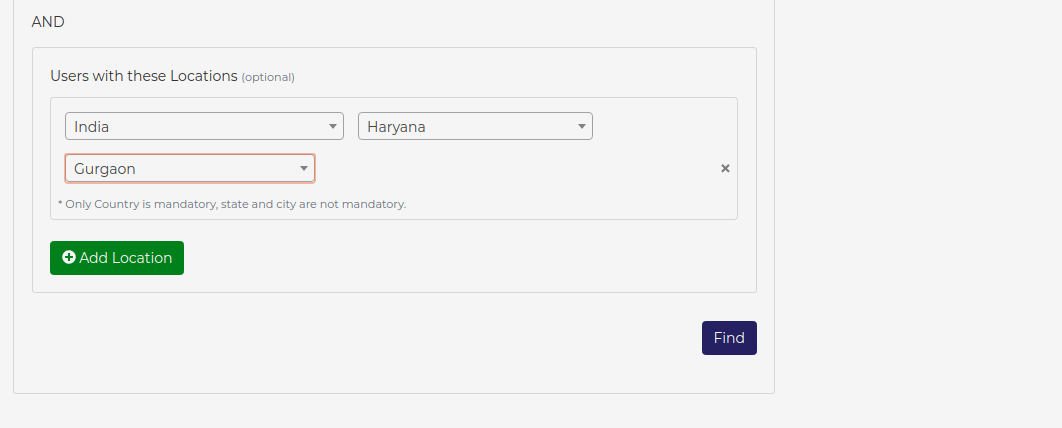 AND
Users with these Locations (optional)
India
Haryana
Gurgaon
* Only Country is mandatory, state and city are not mandatory.
Add Location
Find